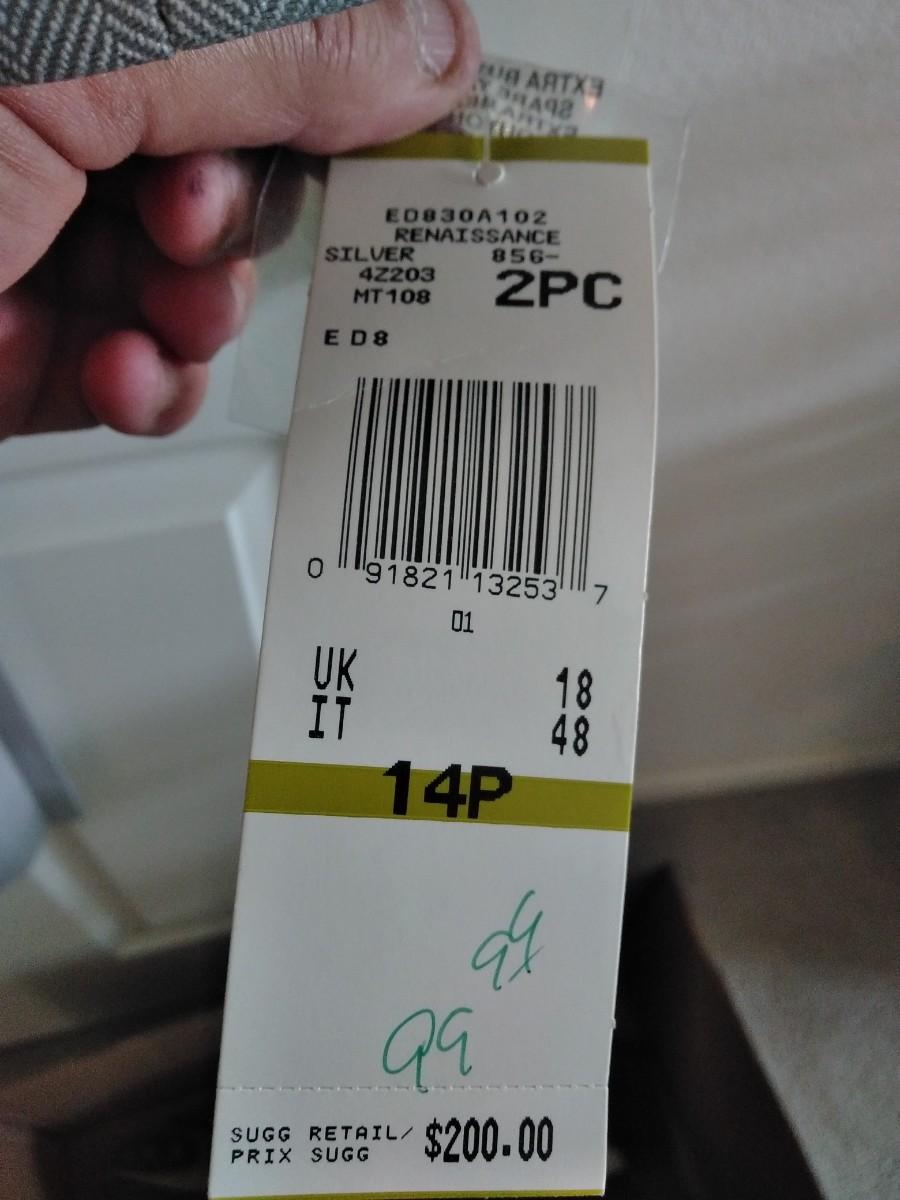 EXTRA
ED830A102
RENAISSANCE
SILVER 856-
4Z203
MT108 2PC
ED8
0 91821 13253 7
01
UK 18
IT 48
14P
99
SUGG RETAIL/
PRIX SUGG $200.00